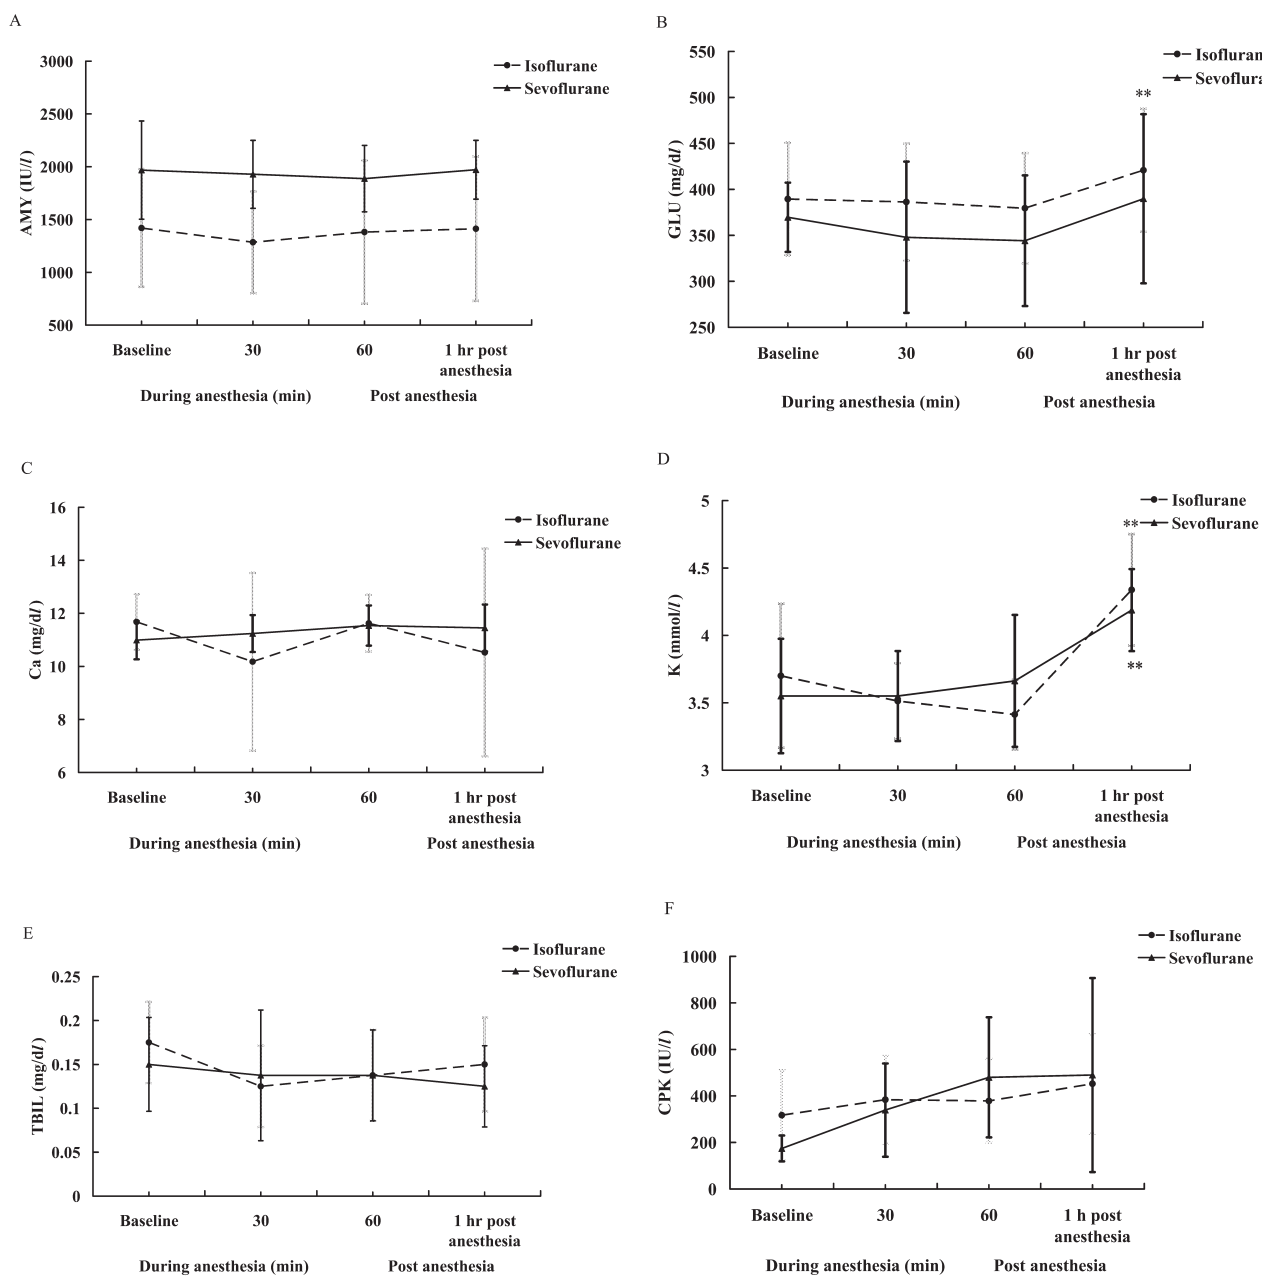 A
3000
2500
2000
1500
1000
500
AMY (IU/l)
Isoflurane
Sevoflurane
Baseline
30
60
1 hr post
anesthesia
During anesthesia (min)
Post anesthesia
B
550
500
450
400
350
300
250
GLU (mg/dl)
Isofluran
Sevoflura
**
Baseline
30
60
1 hr post
anesthesia
During anesthesia (min)
Post anesthesia
C
16
14
12
10
8
6
Ca (mg/dl)
Isoflurane
Sevoflurane
Baseline
30
60
1 hr post
anesthesia
During anesthesia (min)
Post anesthesia
D
5
4.5
4
3.5
3
K (mmol/l)
Isoflurane
Sevoflurane
**
**
Baseline
30
60
1 hr post
anesthesia
During anesthesia (min)
Post anesthesia
E
0.25
0.2
0.15
0.1
0.05
0
TBIL (mg/dl)
Isoflurane
Sevoflurane
Baseline
30
60
1 hr post
anesthesia
During anesthesia (min)
Post anesthesia
F
1000
800
600
400
200
0
CPK (IU/l)
Isoflurane
Sevoflurane
Baseline
30
60
1 h post
anesthesia
During anesthesia (min)
Post anesthesia